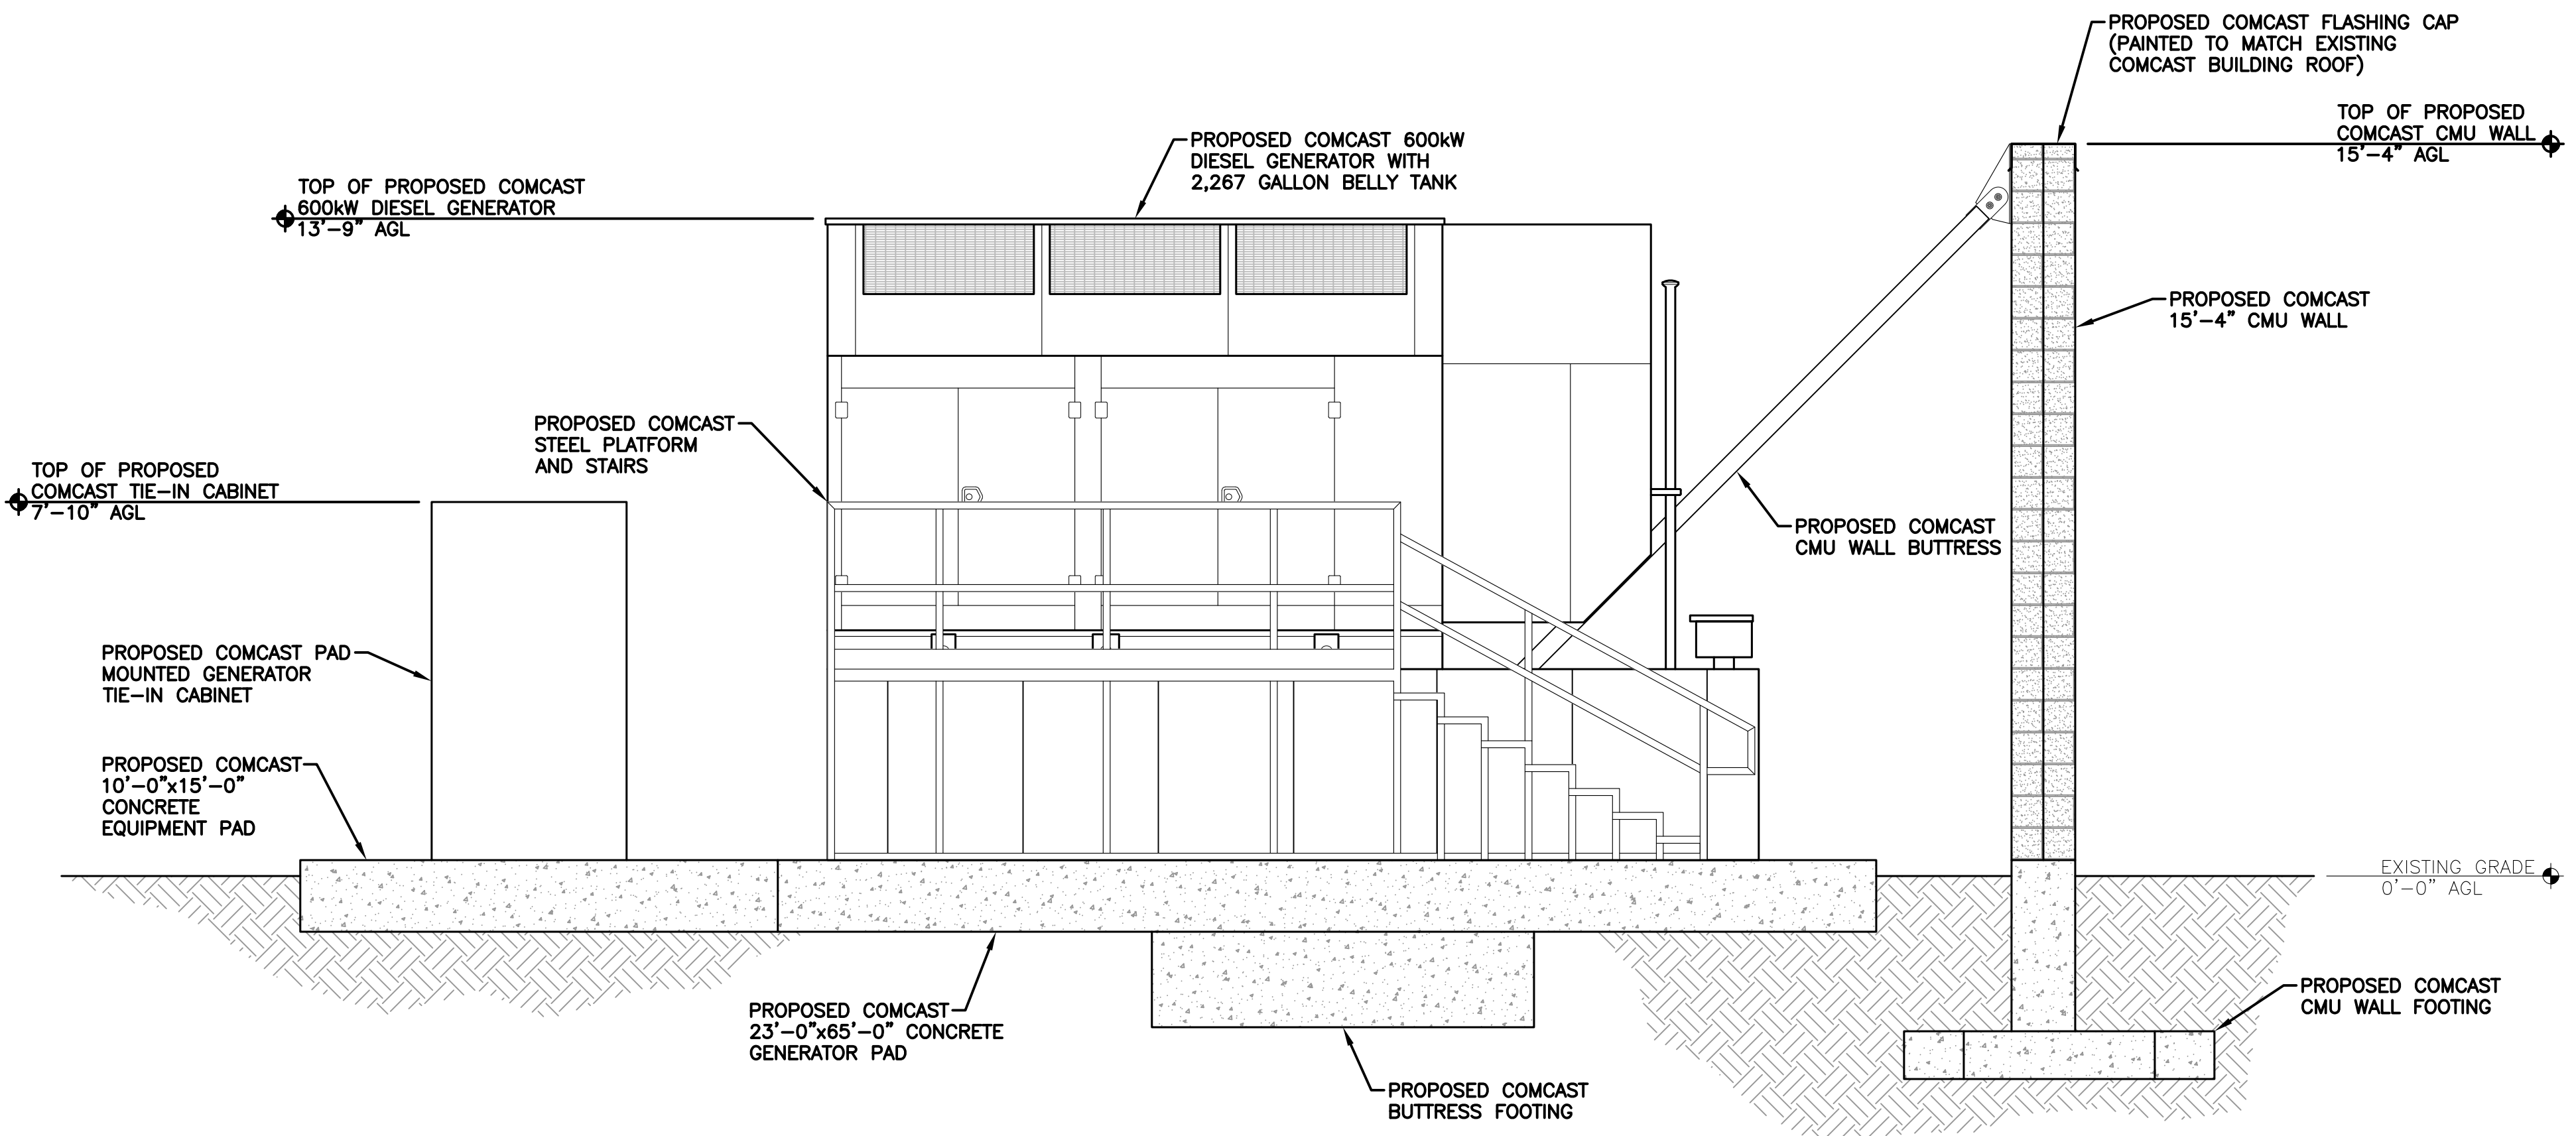 PROPOSED COMCAST FLASHING CAP
(PAINTED TO MATCH EXISTING
COMCAST BUILDING ROOF)
TOP OF PROPOSED
COMCAST CMU WALL
15'-4" AGL
PROPOSED COMCAST 600kW
DIESEL GENERATOR WITH
2,267 GALLON BELLY TANK
TOP OF PROPOSED COMCAST
600kW DIESEL GENERATOR
13'-9" AGL
PROPOSED COMCAST
15'-4" CMU WALL
PROPOSED COMCAST
STEEL PLATFORM
AND STAIRS
TOP OF PROPOSED
COMCAST TIE-IN CABINET
7'-10" AGL
PROPOSED COMCAST
CMU WALL BUTTRESS
PROPOSED COMCAST PAD
MOUNTED GENERATOR
TIE-IN CABINET
PROPOSED COMCAST
10'-0"x15'-0"
CONCRETE
EQUIPMENT PAD
EXISTING GRADE
0'-0" AGL
PROPOSED COMCAST
23'-0"x65'-0" CONCRETE
GENERATOR PAD
PROPOSED COMCAST
CMU WALL FOOTING
PROPOSED COMCAST
BUTTRESS FOOTING